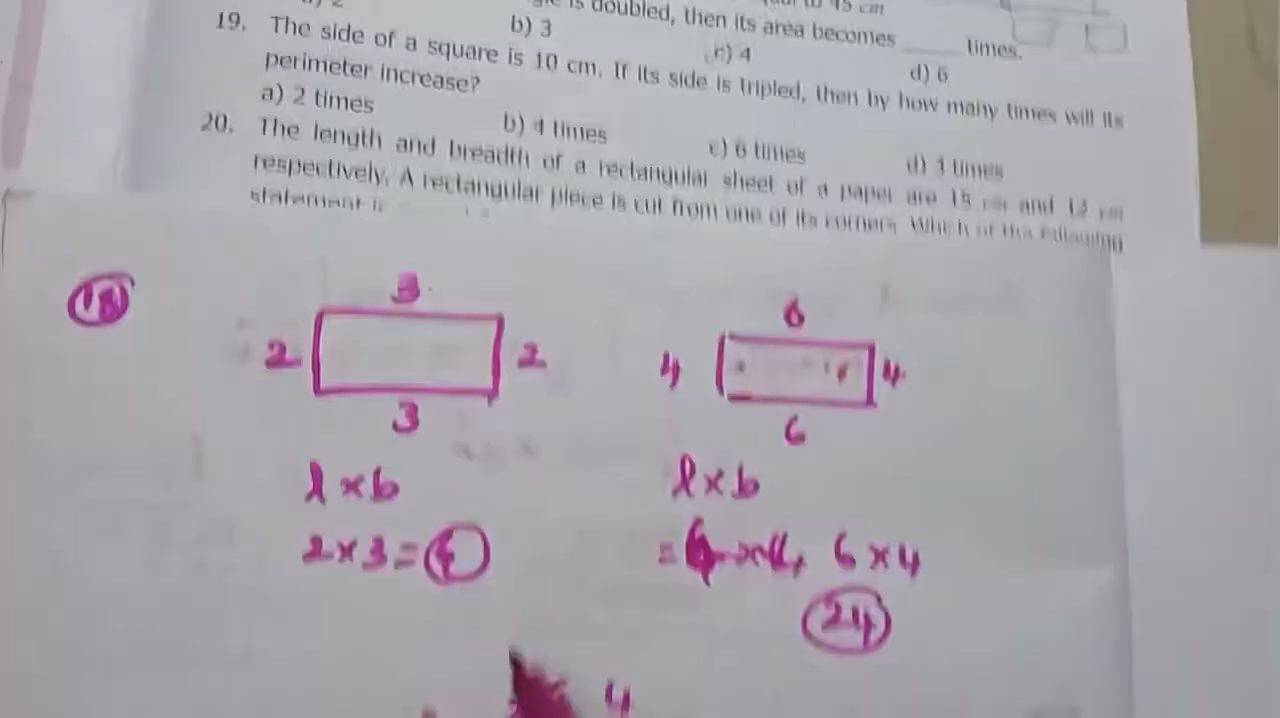 is doubled, then its area becomes ____ times.
b) 3
c) 4
d) 6
19. The side of a square is 10 cm. If its side is tripled, then by how many times will its
perimeter increase?
a) 2 times
b) 4 times
c) 6 times
d) 3 times
20. The length and breadth of a rectangular sheet of a paper are 15 cm and 12 cm
respectively. A rectangular piece is cut from one of its corners. Which of the following
statement is
18
3
2
2
3
6
4
4
6
l × b
l × b
2 × 3 =
6 × 4
24
4